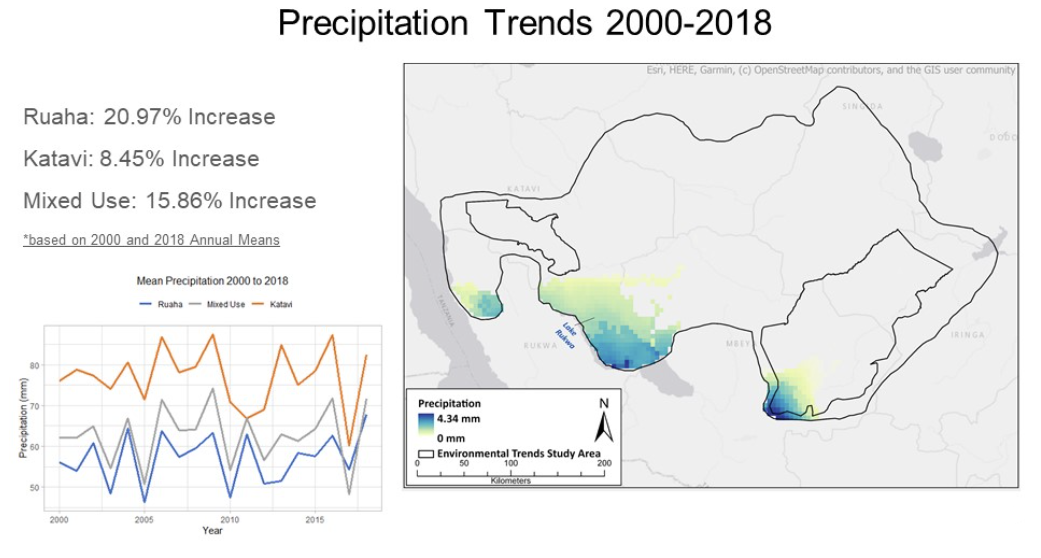 Precipitation Trends 2000-2018
Ruaha: 20.97% Increase
Katavi: 8.45% Increase
Mixed Use: 15.86% Increase
*based on 2000 and 2018 Annual Means
Mean Precipitation 2000 to 2018
Ruaha Mixed Use Katavi
Precipitation (mm)
80
70
60
50
2000 2005 2010 2015
Year
Esri, HERE, Garmin, (c) OpenStreetMap contributors, and the GIS user community
SINGIDA
KATAVI
TANZANIA
Lake
Rukwa
RUKWA
MBEYA
IRINGA
Precipitation
4.34 mm
0 mm
N
Environmental Trends Study Area
0 50 100 200
Kilometers